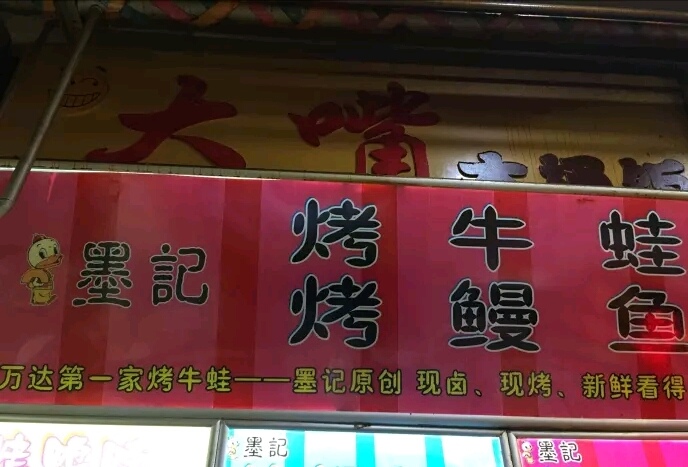 大嘴
墨記
烤牛蛙
烤鳗鱼
万达第一家烤牛蛙——墨记原创 现卤、现烤、新鲜看得
墨記
墨記